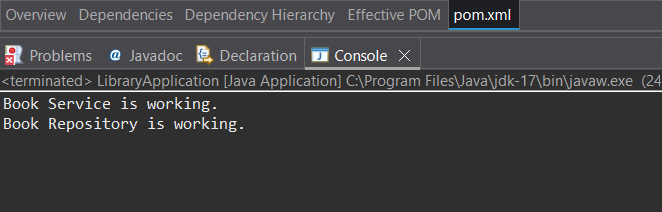 Overview Dependencies Dependency Hierarchy Effective POM pom.xml
Problems @ Javadoc Declaration Console
<terminated> LibraryApplication [Java Application] C:\Program Files\Java\jdk-17\bin\javaw.exe (24
Book Service is working.
Book Repository is working.